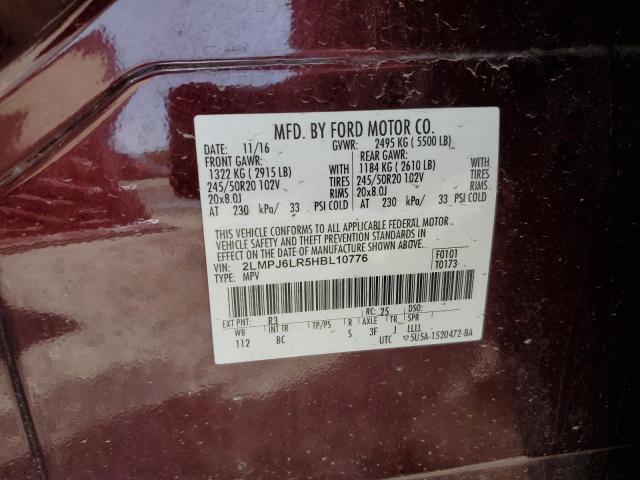 MFD. BY FORD MOTOR CO.
DATE: 11/16 GVWR: 2495 KG ( 5500 LB)
FRONT GAWR: REAR GAWR:
1322 KG ( 2915 LB) 1184 KG ( 2610 LB)
245/50R20 102V TIRES 245/50R20 102V
20x8.0J RIMS 20x8.0J
AT 230 kPa/ 33 PSI COLD AT 230 kPa/ 33 PSI COLD
THIS VEHICLE CONFORMS TO ALL APPLICABLE FEDERAL MOTOR
VEHICLE SAFETY AND THEFT PREVENTION STANDARDS IN
EFFECT ON THE DATE OF MANUFACTURE SHOWN ABOVE.
VIN: 2LMPJ6LR5HBL10776 F0101
TYPE: MPV T0173
EXT PNT: R3 RC: 25 DSO:
WB INT TR TP/PS R AXLE TR SPR
112 BC S 3F J LLLL
UTC ▽5U5A-1520472-BA